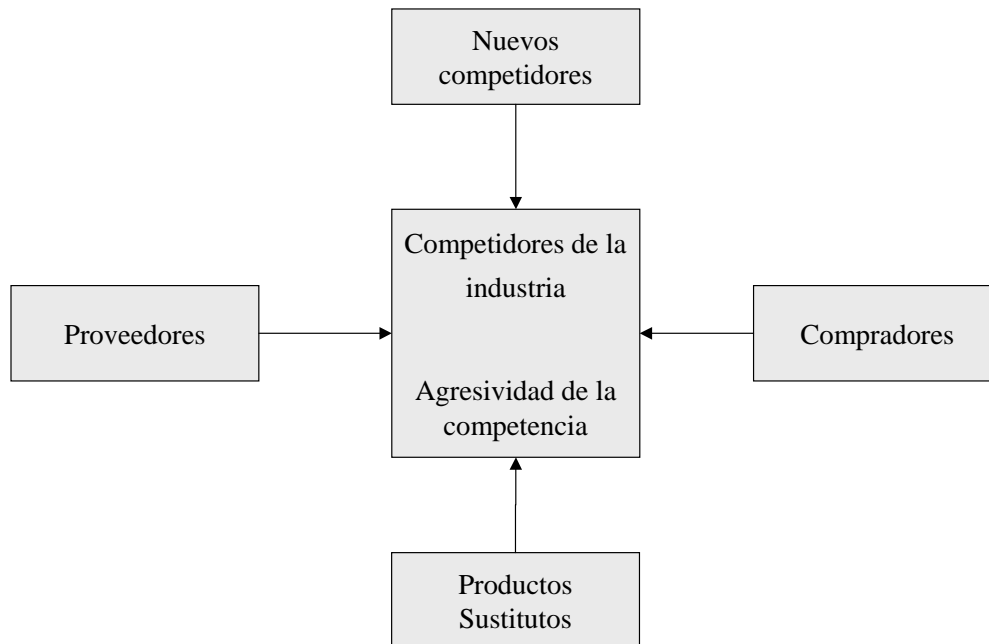 Nuevos
competidores
Competidores de la
industria
Proveedores
Compradores
Agresividad de la
competencia
Productos
Sustitutos